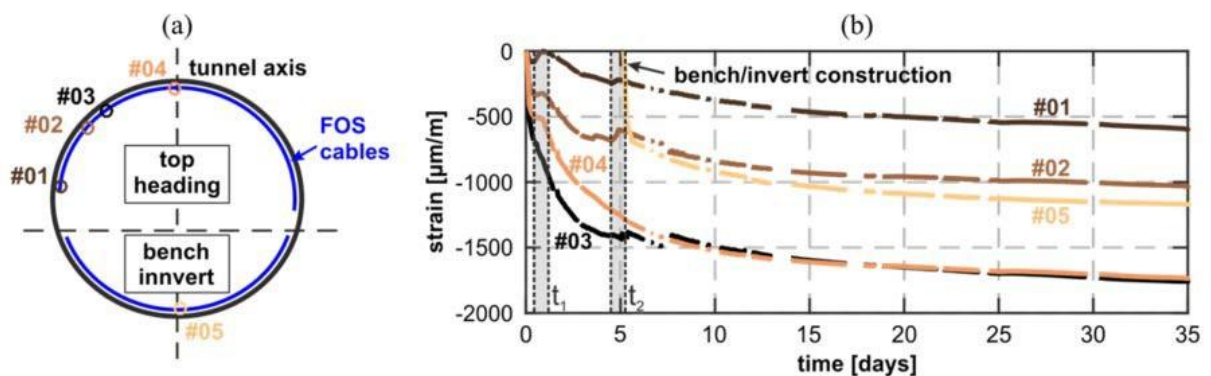 (a)
#04
tunnel axis
#03
#02
FOS
cables
#01
top
heading
bench
innvert
#05
(b)
strain [µm/m]
0
-500
-1000
-1500
-2000
bench/invert construction
#01
#02
#04
#05
#03
t1
t2
0 5 10 15 20 25 30 35
time [days]